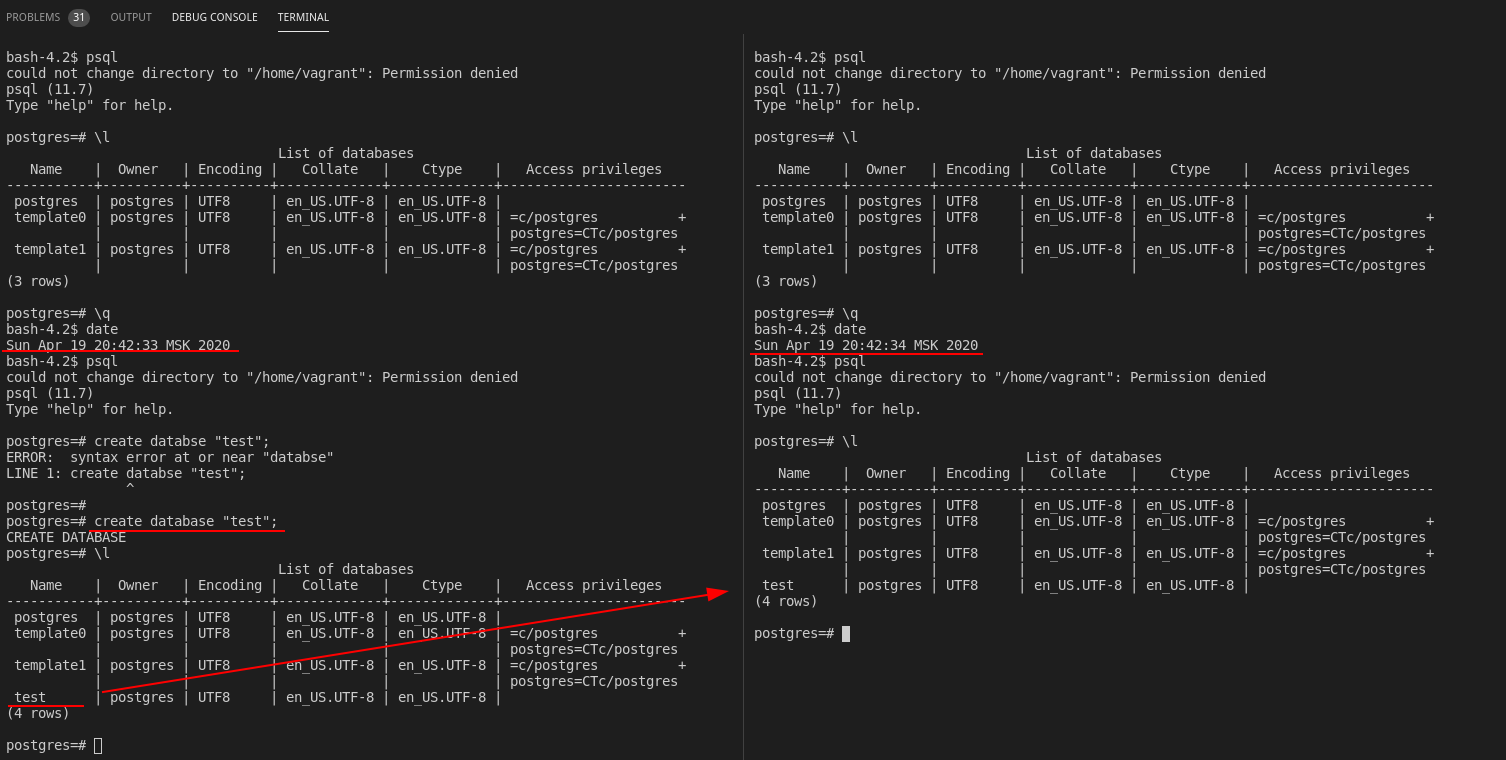 PROBLEMS 31 OUTPUT DEBUG CONSOLE TERMINAL
bash-4.2$ psql
could not change directory to "/home/vagrant": Permission denied
psql (11.7)
Type "help" for help.

postgres=# \l
                                  List of databases
   Name    |  Owner   | Encoding |   Collate   |    Ctype    |   Access privileges
-----------+----------+----------+-------------+-------------+-----------------------
 postgres  | postgres | UTF8     | en_US.UTF-8 | en_US.UTF-8 |
 template0 | postgres | UTF8     | en_US.UTF-8 | en_US.UTF-8 | =c/postgres          +
           |          |          |             |             | postgres=CTc/postgres
 template1 | postgres | UTF8     | en_US.UTF-8 | en_US.UTF-8 | =c/postgres          +
           |          |          |             |             | postgres=CTc/postgres
(3 rows)

postgres=# \q
bash-4.2$ date
Sun Apr 19 20:42:33 MSK 2020
bash-4.2$ psql
could not change directory to "/home/vagrant": Permission denied
psql (11.7)
Type "help" for help.

postgres=# create databse "test";
ERROR:  syntax error at or near "databse"
LINE 1: create databse "test";
               ^
postgres=#
postgres=# create database "test";
CREATE DATABASE
postgres=# \l
                                  List of databases
   Name    |  Owner   | Encoding |   Collate   |    Ctype    |   Access privileges
-----------+----------+----------+-------------+-------------+-----------------------
 postgres  | postgres | UTF8     | en_US.UTF-8 | en_US.UTF-8 |
 template0 | postgres | UTF8     | en_US.UTF-8 | en_US.UTF-8 | =c/postgres          +
           |          |          |             |             | postgres=CTc/postgres
 template1 | postgres | UTF8     | en_US.UTF-8 | en_US.UTF-8 | =c/postgres          +
           |          |          |             |             | postgres=CTc/postgres
 test      | postgres | UTF8     | en_US.UTF-8 | en_US.UTF-8 |
(4 rows)

postgres=#
bash-4.2$ psql
could not change directory to "/home/vagrant": Permission denied
psql (11.7)
Type "help" for help.

postgres=# \l
                                  List of databases
   Name    |  Owner   | Encoding |   Collate   |    Ctype    |   Access privileges
-----------+----------+----------+-------------+-------------+-----------------------
 postgres  | postgres | UTF8     | en_US.UTF-8 | en_US.UTF-8 |
 template0 | postgres | UTF8     | en_US.UTF-8 | en_US.UTF-8 | =c/postgres          +
           |          |          |             |             | postgres=CTc/postgres
 template1 | postgres | UTF8     | en_US.UTF-8 | en_US.UTF-8 | =c/postgres          +
           |          |          |             |             | postgres=CTc/postgres
(3 rows)

postgres=# \q
bash-4.2$ date
Sun Apr 19 20:42:34 MSK 2020
bash-4.2$ psql
could not change directory to "/home/vagrant": Permission denied
psql (11.7)
Type "help" for help.

postgres=# \l
                                  List of databases
   Name    |  Owner   | Encoding |   Collate   |    Ctype    |   Access privileges
-----------+----------+----------+-------------+-------------+-----------------------
 postgres  | postgres | UTF8     | en_US.UTF-8 | en_US.UTF-8 |
 template0 | postgres | UTF8     | en_US.UTF-8 | en_US.UTF-8 | =c/postgres          +
           |          |          |             |             | postgres=CTc/postgres
 template1 | postgres | UTF8     | en_US.UTF-8 | en_US.UTF-8 | =c/postgres          +
           |          |          |             |             | postgres=CTc/postgres
 test      | postgres | UTF8     | en_US.UTF-8 | en_US.UTF-8 |
(4 rows)

postgres=#